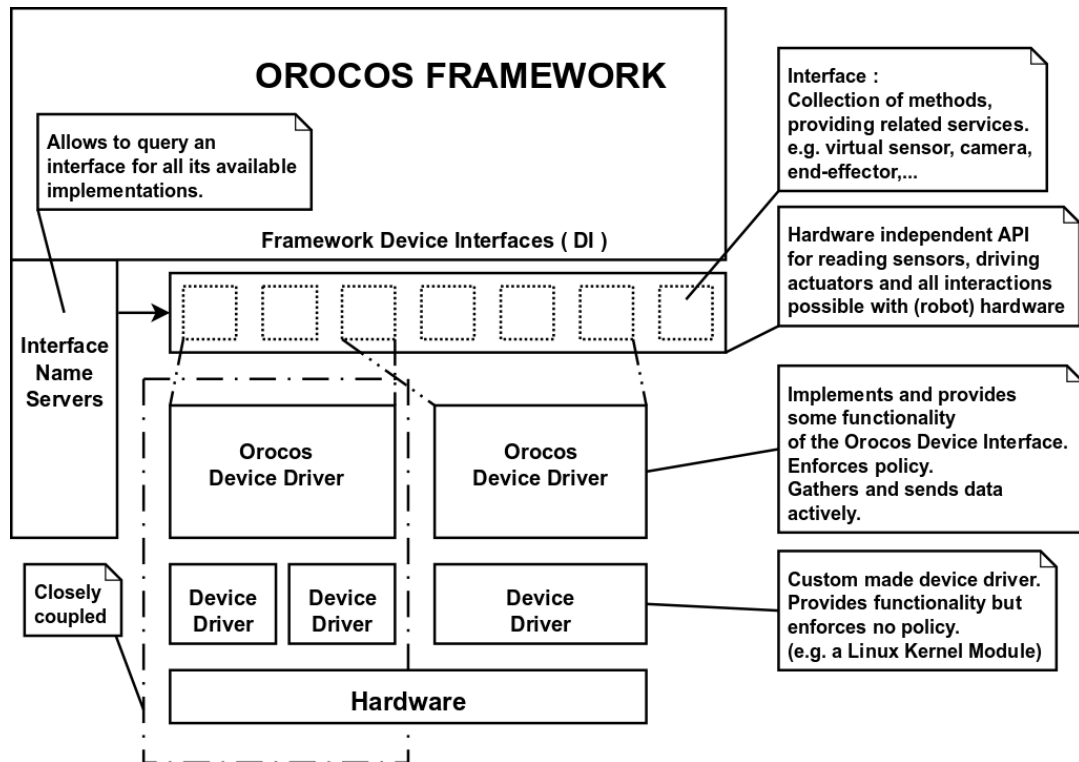 OROCOS FRAMEWORK
Allows to query an
interface for all its available
implementations.
Framework Device Interfaces ( DI )
Interface :
Collection of methods,
providing related services.
e.g. virtual sensor, camera,
end-effector,...
Hardware independent API
for reading sensors, driving
actuators and all interactions
possible with (robot) hardware
Interface
Name
Servers
Orocos
Device Driver
Orocos
Device Driver
Implements and provides
some functionality
of the Orocos Device Interface.
Enforces policy.
Gathers and sends data
actively.
Closely
coupled
Device
Driver
Device
Driver
Device
Driver
Custom made device driver.
Provides functionality but
enforces no policy.
(e.g. a Linux Kernel Module)
Hardware